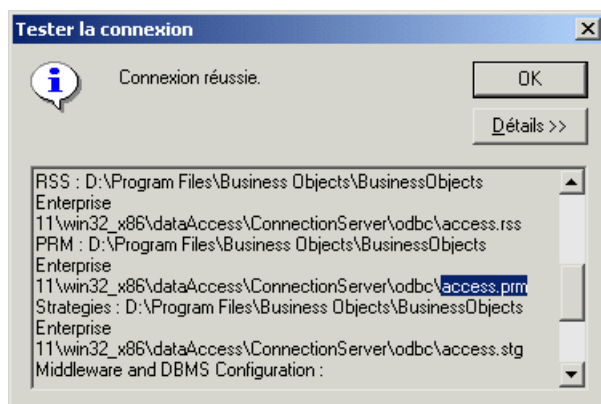 Tester la connexion
Connexion réussie.
OK
Détails >>
RSS : D:\Program Files\Business Objects\BusinessObjects
Enterprise
11\win32_x86\dataAccess\ConnectionServer\odbc\access.rss
PRM : D:\Program Files\Business Objects\BusinessObjects
Enterprise
11\win32_x86\dataAccess\ConnectionServer\odbc\access.prm
Strategies : D:\Program Files\Business Objects\BusinessObjects
Enterprise
11\win32_x86\dataAccess\ConnectionServer\odbc\access.stg
Middleware and DBMS Configuration :